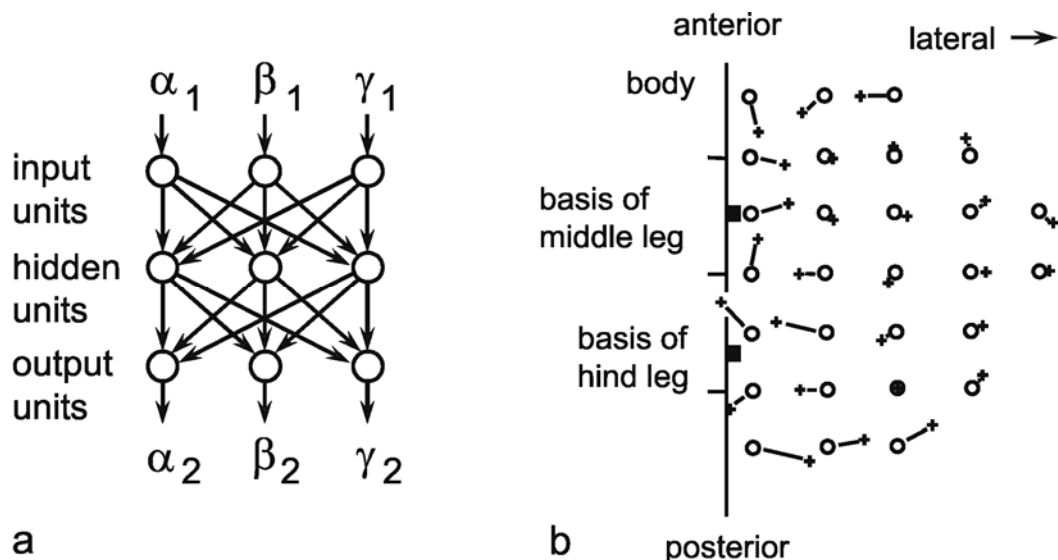 α1 β1 γ1
input
units
hidden
units
output
units
α2 β2 γ2
a
anterior
lateral
body
basis of
middle leg
basis of
hind leg
b
posterior